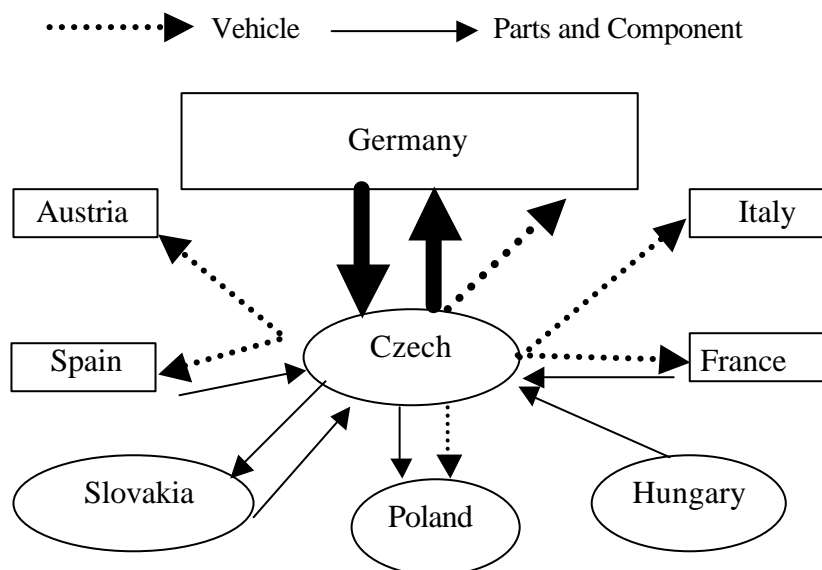 Vehicle Parts and Component
Germany
Austria Italy
Czech
Spain France
Slovakia Hungary
Poland